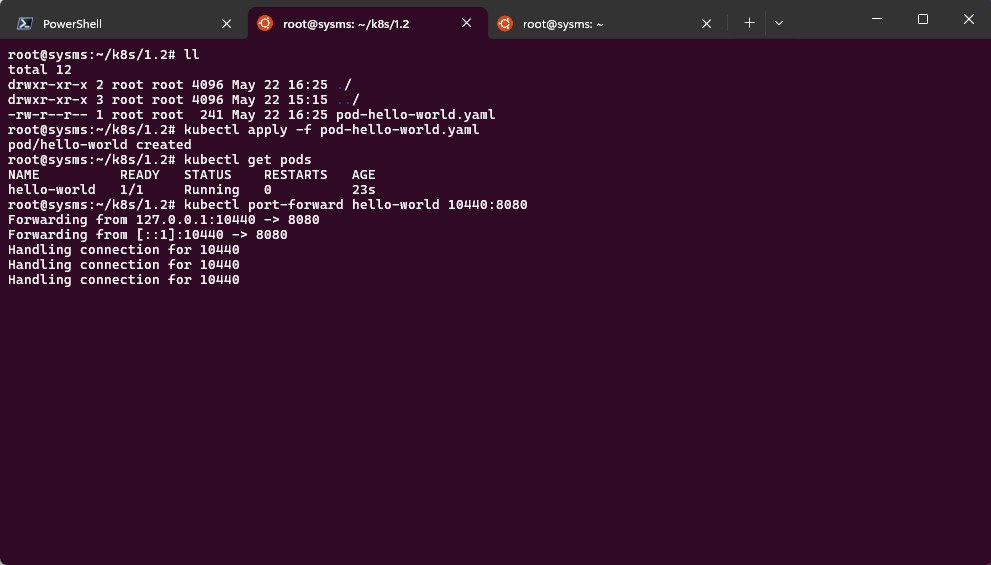 PowerShell
root@sysms: ~/k8s/1.2
root@sysms: ~
root@sysms:~/k8s/1.2# ll
total 12
drwxr-xr-x 2 root root 4096 May 22 16:25 ./
drwxr-xr-x 3 root root 4096 May 22 15:15 ../
-rw-r--r-- 1 root root  241 May 22 16:25 pod-hello-world.yaml
root@sysms:~/k8s/1.2# kubectl apply -f pod-hello-world.yaml
pod/hello-world created
root@sysms:~/k8s/1.2# kubectl get pods
NAME          READY   STATUS    RESTARTS   AGE
hello-world   1/1     Running   0          23s
root@sysms:~/k8s/1.2# kubectl port-forward hello-world 10440:8080
Forwarding from 127.0.0.1:10440 -> 8080
Forwarding from [::1]:10440 -> 8080
Handling connection for 10440
Handling connection for 10440
Handling connection for 10440